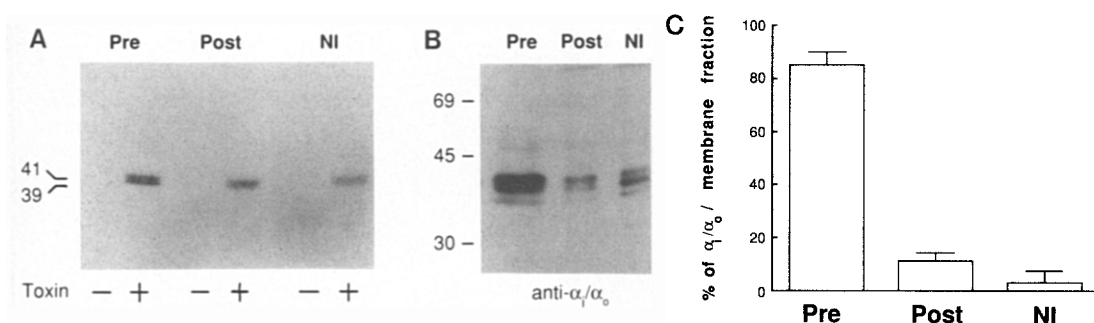 A
Pre Post NI
41
39
Toxin − + − + − +
B
Pre Post NI
69
45
30
anti-αi/αo
C
% of αi/αo/ membrane fraction
100
80
60
40
20
0
Pre Post NI